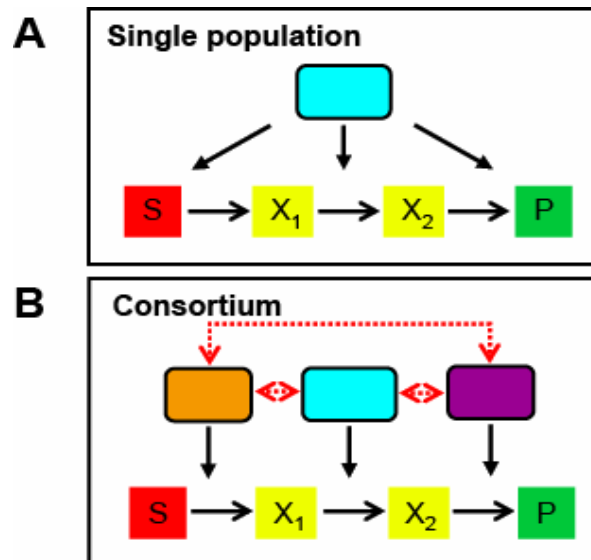 A
Single population
S X₁ X₂ P
B
Consortium
S X₁ X₂ P